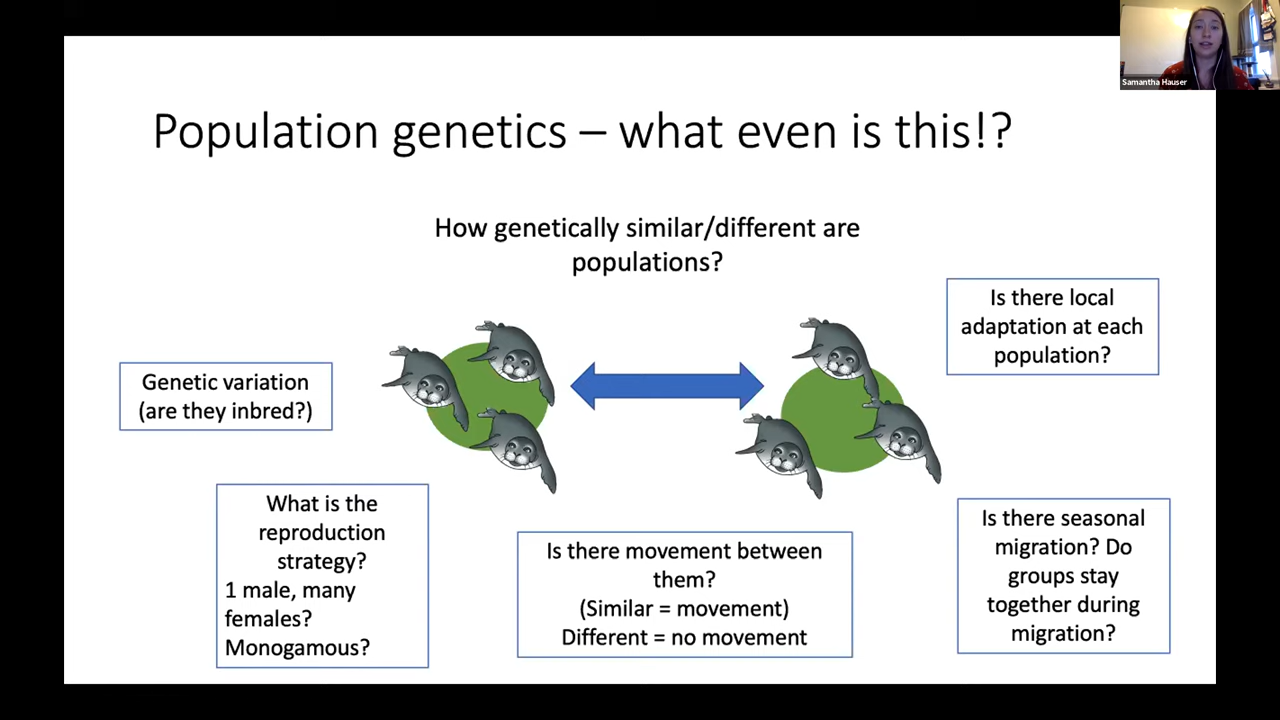 Samantha Hauser
Population genetics – what even is this!?
How genetically similar/different are
populations?
Is there local
adaptation at each
population?
Genetic variation
(are they inbred?)
What is the
reproduction
strategy?
1 male, many
females?
Monogamous?
Is there movement between
them?
(Similar = movement)
Different = no movement
Is there seasonal
migration? Do
groups stay
together during
migration?